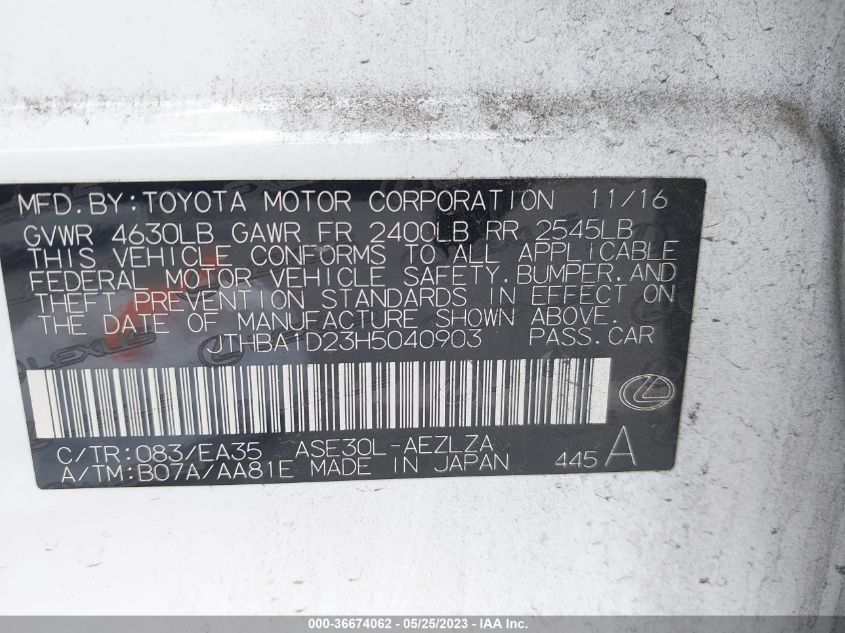 MFD.BY:TOYOTA MOTOR CORPORATION 11/16
GVWR 4630LB GAWR FR 2400LB RR 2545LB
THIS VEHICLE CONFORMS TO ALL APPLICABLE
FEDERAL MOTOR VEHICLE SAFETY.BUMPER.AND
THEFT PREVENTION STANDARDS IN EFFECT ON
THE DATE OF MANUFACTURE SHOWN ABOVE.
JTHBA1D23H5040903 PASS.CAR
C/TR:083/EA35 ASE30L-AEZLZA
A/TM:B07A/AA81E MADE IN JAPAN 445 A
000-36674062 - 05/25/2023 - IAAI.com